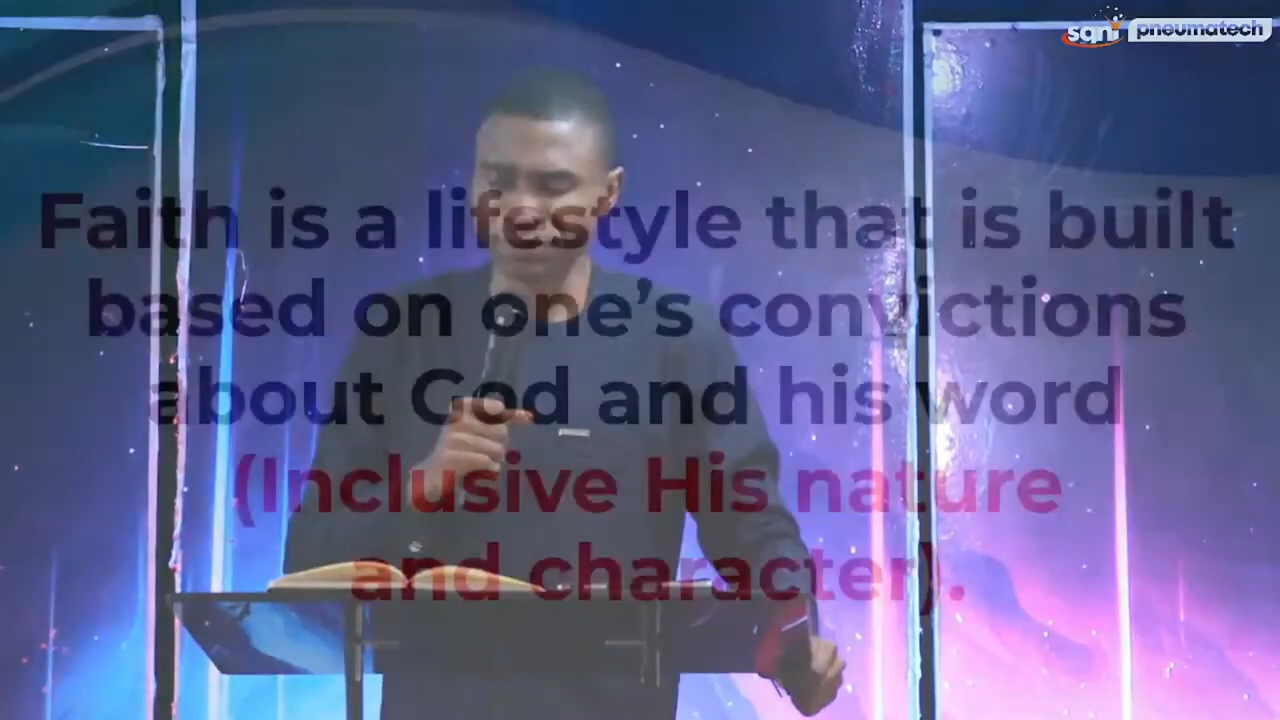 sqni pneumatech
Faith is a lifestyle that is built
based on one’s convictions
about God and his word
(Inclusive His nature
and character).